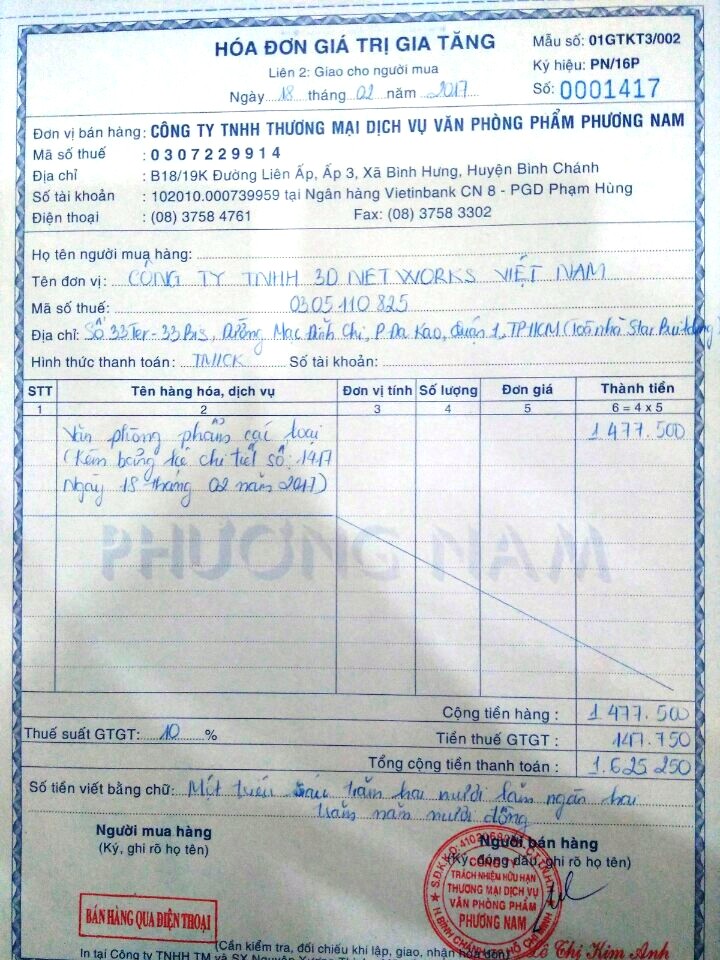 HÓA ĐƠN GIÁ TRỊ GIA TĂNG
Mẫu số: 01GTKT3/002
Liên 2: Giao cho người mua
Ký hiệu: PN/16P
Ngày 18 tháng 02 năm 2017
Số: 0001417
Đơn vị bán hàng: CÔNG TY TNHH THƯƠNG MẠI DỊCH VỤ VĂN PHÒNG PHẨM PHƯƠNG NAM
Mã số thuế : 0307229914
Địa chỉ : B18/19K Đường Liên Ấp, Ấp 3, Xã Bình Hưng, Huyện Bình Chánh
Số tài khoản : 102010.000739959 tại Ngân hàng Vietinbank CN 8 - PGD Phạm Hùng
Điện thoại : (08) 3758 4761 Fax: (08) 3758 3302
Họ tên người mua hàng:
Tên đơn vị: CÔNG TY TNHH 3D NETWORKS VIỆT NAM
Mã số thuế: 0305110825
Địa chỉ: Số 33Ter-33Bis, Đường Mạc Đĩnh Chi, P Đa Kao, Quận 1, TP HCM (Toà nhà Star Building)
Hình thức thanh toán: TM/CK Số tài khoản:
STT Tên hàng hóa, dịch vụ Đơn vị tính Số lượng Đơn giá Thành tiền
1 2 3 4 5 6 = 4 x 5
Văn phòng phẩm các loại 1.477.500
(Kèm bảng kê chi tiết số: 1417
Ngày 18 tháng 02 năm 2017)
PHƯƠNG NAM
Cộng tiền hàng : 1.477.500
Thuế suất GTGT: 10 % Tiền thuế GTGT : 147.750
Tổng cộng tiền thanh toán : 1.625.250
Số tiền viết bằng chữ: Một triệu sáu trăm hai mươi lăm ngàn hai
trăm năm mươi đồng
Người mua hàng
(Ký, ghi rõ họ tên)
Người bán hàng
(Ký, đóng dấu, ghi rõ họ tên)
CÔNG TY
TRÁCH NHIỆM HỮU HẠN
THƯƠNG MẠI DỊCH VỤ
VĂN PHÒNG PHẨM
PHƯƠNG NAM
BÁN HÀNG QUA ĐIỆN THOẠI
Lê Thị Kim Anh
(Cần kiểm tra, đối chiếu khi lập, giao, nhận hóa đơn)
In tại Công ty TNHH TM và SX Nguyên Xương